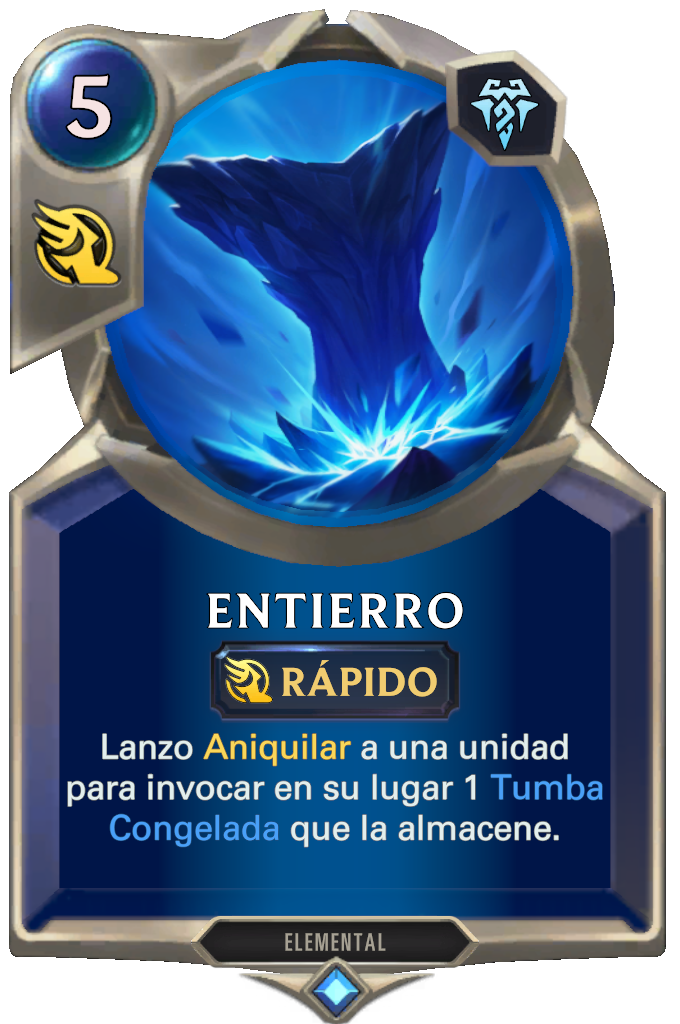 5
ENTIERRO
RÁPIDO
Lanzo Aniquilar a una unidad
para invocar en su lugar 1 Tumba
Congelada que la almacene.
ELEMENTAL